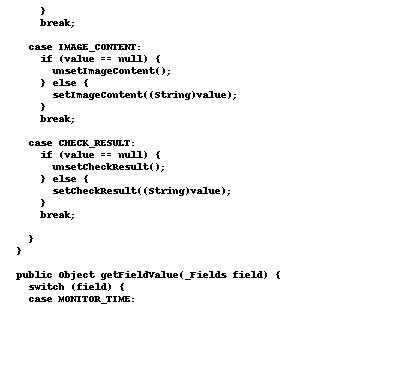 }
break;
case IMAGE_CONTENT:
if (value == null) {
unsetImageContent();
} else {
setImageContent((String)value);
}
break;
case CHECK_RESULT:
if (value == null) {
unsetCheckResult();
} else {
setCheckResult((String)value);
}
break;
}
}
public Object getFieldValue(_Fields field) {
switch (field) {
case MONITOR_TIME: